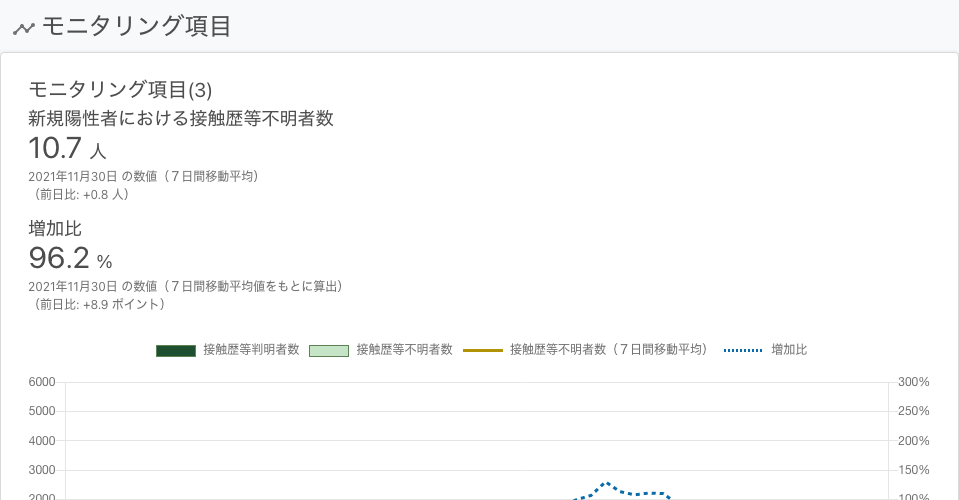 モニタリング項目
モニタリング項目(3)
新規陽性者における接触歴等不明者数
10.7 人
2021年11月30日 の数値（７日間移動平均）
（前日比: +0.8 人）
増加比
96.2 %
2021年11月30日 の数値（７日間移動平均値をもとに算出）
（前日比: +8.9 ポイント）
接触歴等判明者数 接触歴等不明者数 接触歴等不明者数（７日間移動平均） 増加比
6000 300%
5000 250%
4000 200%
3000 150%
2000 100%